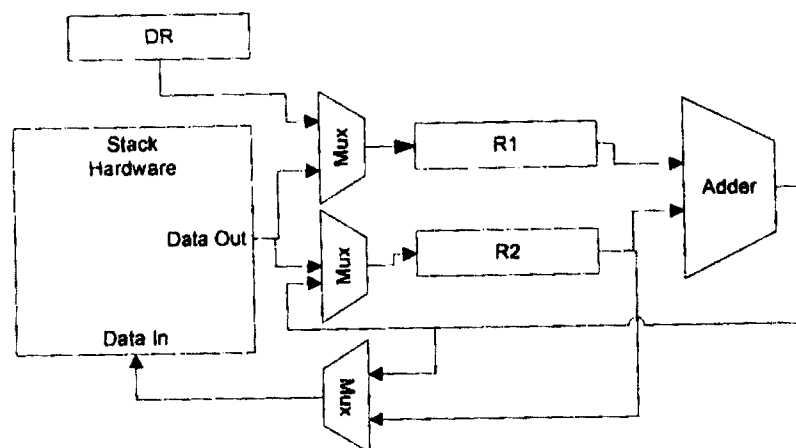 DR
Stack
Hardware
Data Out
Data In
Mux
R1
Mux
R2
Adder
Mux